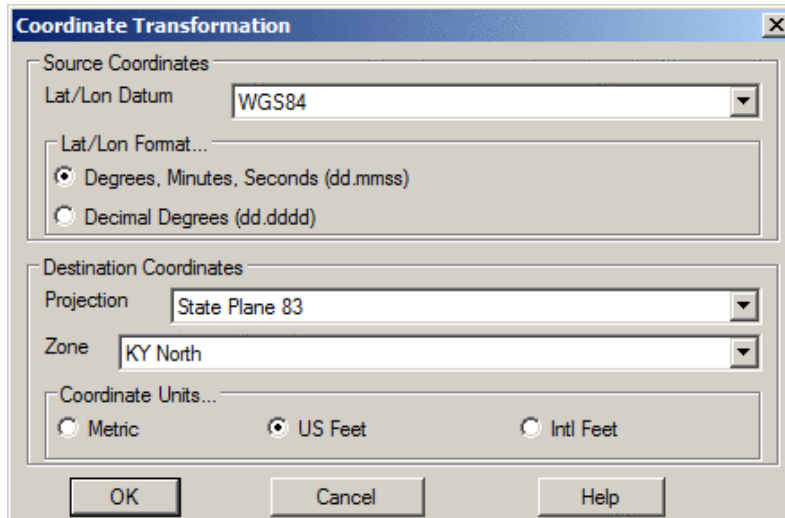 Coordinate Transformation
Source Coordinates
Lat/Lon Datum WGS84
Lat/Lon Format...
Degrees, Minutes, Seconds (dd.mmss)
Decimal Degrees (dd.dddd)
Destination Coordinates
Projection State Plane 83
Zone KY North
Coordinate Units...
Metric US Feet Intl Feet
OK Cancel Help